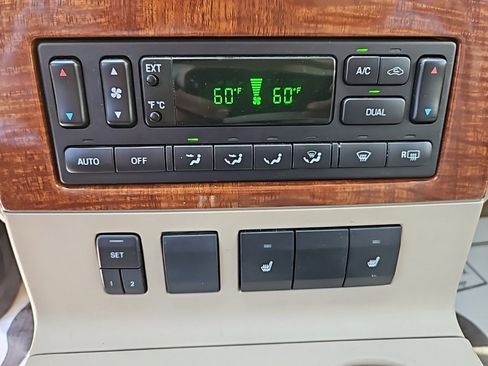 EXT
°F °C
60°F 60°F
A/C
DUAL
AUTO OFF R
SET
1 2